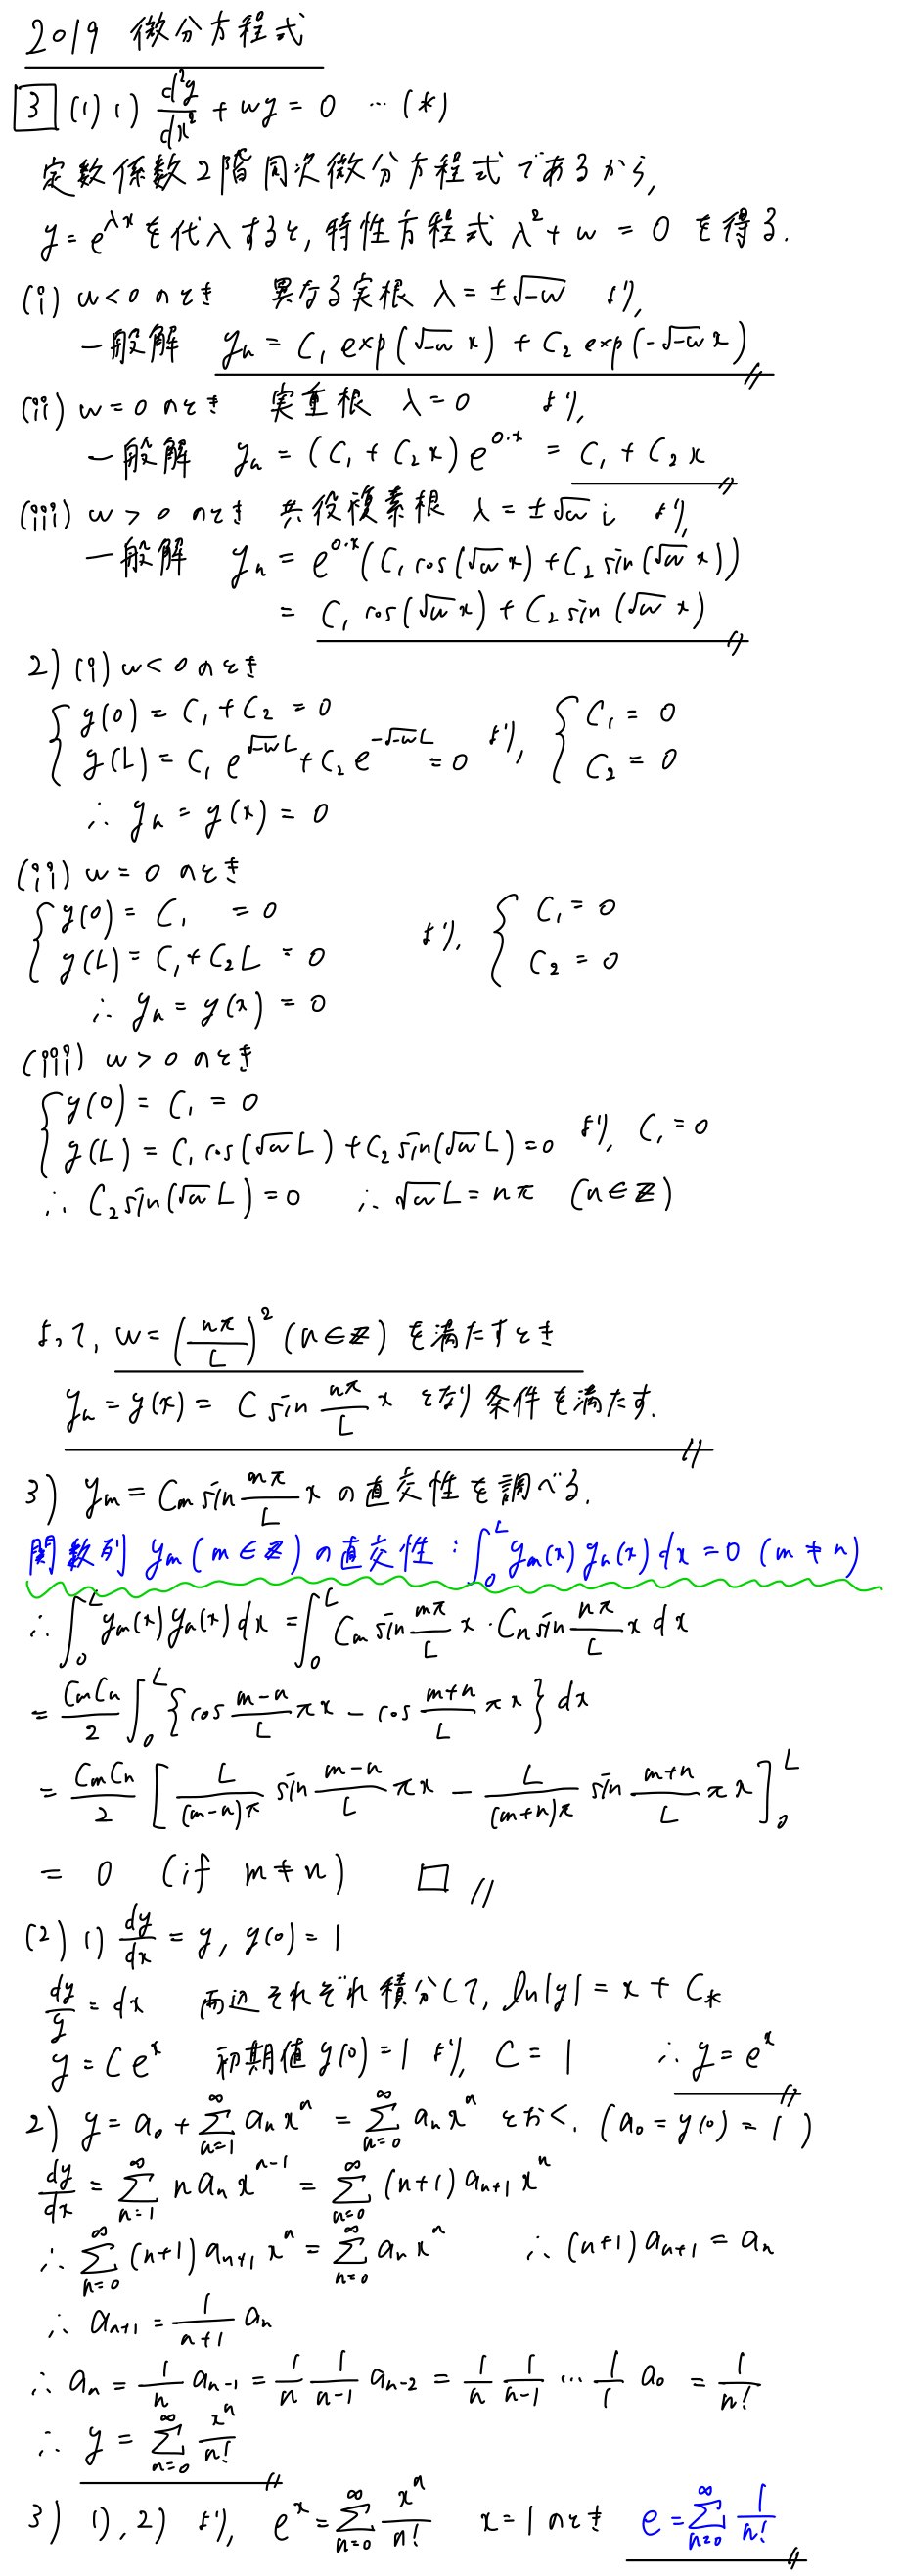 2019 微分方程式
3 (1) 1) d²y/dx² + wy = 0 … (*)
定数係数2階同次微分方程式であるから,
y = e^{λx} を代入すると, 特性方程式 λ² + w = 0 を得る.
(i) w<0 のとき 異なる実根 λ = ±√-w より,
一般解 y_n = C₁ exp(√-w x) + C₂ exp(-√-w x)
(ii) w = 0 のとき 実重根 λ = 0 より,
一般解 y_n = (C₁ + C₂x) e^{0·x} = C₁ + C₂x
(iii) w > 0 のとき 共役複素根 λ = ±√w i より,
一般解 y_n = e^{0·x}(C₁ cos(√w x) + C₂ sin(√w x))
= C₁ cos(√w x) + C₂ sin(√w x)
2) (i) w < 0 のとき
{ y(0) = C₁ + C₂ = 0
y(L) = C₁ e^{√-w L} + C₂ e^{-√-w L} = 0 より, { C₁ = 0 C₂ = 0
∴ y_n = y(x) = 0
(ii) w = 0 のとき
{ y(0) = C₁ = 0
y(L) = C₁ + C₂L = 0 より, { C₁ = 0 C₂ = 0
∴ y_n = y(x) = 0
(iii) w > 0 のとき
{ y(0) = C₁ = 0
y(L) = C₁ cos(√w L) + C₂ sin(√w L) = 0 より, C₁ = 0
∴ C₂ sin(√w L) = 0 ∴ √w L = nπ (n∈ℤ)
よって, w = (nπ/L)² (n∈ℤ) を満たすとき
y_n = y(x) = C sin nπ/L x となり 条件を満たす.
3) y_m = C_m sin mπ/L x の直交性を調べる.
関数列 y_m (m∈ℤ) の直交性 : ∫₀^L y_m(x) y_n(x) dx = 0 (m ≠ n)
∴ ∫₀^L y_m(x) y_n(x) dx = ∫₀^L C_m sin mπ/L x · C_n sin nπ/L x dx
= C_m C_n/2 ∫₀^L { cos m-n/L πx − cos m+n/L πx } dx
= C_m C_n/2 [ L/(m-n)π sin m-n/L πx − L/(m+n)π sin m+n/L πx ]₀^L
= 0 (if m ≠ n) □
(2) 1) dy/dx = y, y(0) = 1
dy/y = dx 両辺それぞれ積分して, ln|y| = x + C_*
y = Ce^x 初期値 y(0) = 1 より, C = 1 ∴ y = e^x
2) y = a₀ + Σ_{n=1}^∞ a_n x^n = Σ_{n=0}^∞ a_n x^n とおく. (a₀ = y(0) = 1)
dy/dx = Σ_{n=1}^∞ n a_n x^{n-1} = Σ_{n=0}^∞ (n+1) a_{n+1} x^n
∴ Σ_{n=0}^∞ (n+1) a_{n+1} x^n = Σ_{n=0}^∞ a_n x^n ∴ (n+1) a_{n+1} = a_n
∴ a_{n+1} = 1/n+1 a_n
∴ a_n = 1/n a_{n-1} = 1/n 1/n-1 a_{n-2} = 1/n 1/n-1 … 1/1 a₀ = 1/n!
∴ y = Σ_{n=0}^∞ x^n/n!
3) 1), 2) より, e^x = Σ_{n=0}^∞ x^n/n! x = 1 のとき e = Σ_{n=0}^∞ 1/n!